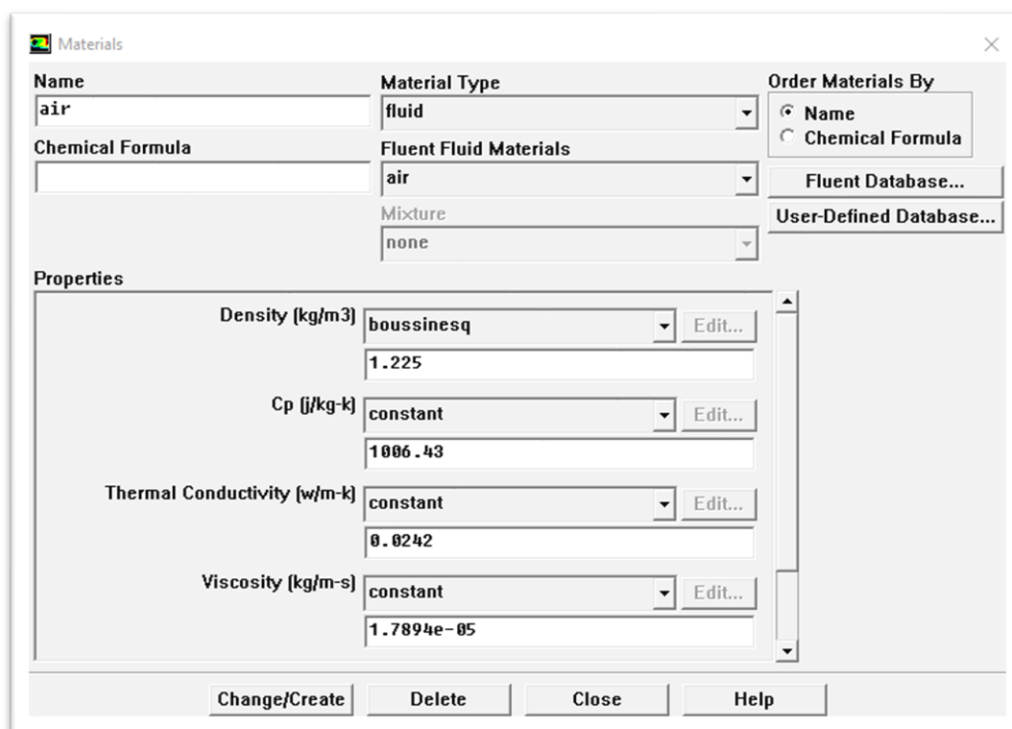 Materials
Name
air
Material Type
fluid
Order Materials By
Name
Chemical Formula
Chemical Formula
Fluent Fluid Materials
air
Fluent Database...
User-Defined Database...
Mixture
none
Properties
Density (kg/m3)
boussinesq
Edit...
1.225
Cp (j/kg-k)
constant
Edit...
1006.43
Thermal Conductivity (w/m-k)
constant
Edit...
0.0242
Viscosity (kg/m-s)
constant
Edit...
1.7894e-05
Change/Create
Delete
Close
Help